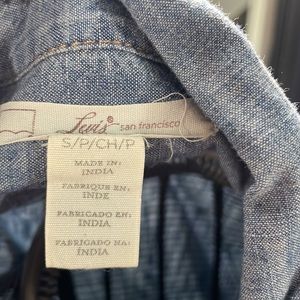 Levi's san francisco
S/P/CH/P
MADE IN:
INDIA
FABRIQUE EN:
INDE
FABRICADO EN:
INDIA
FABRICADO NA:
ÍNDIA